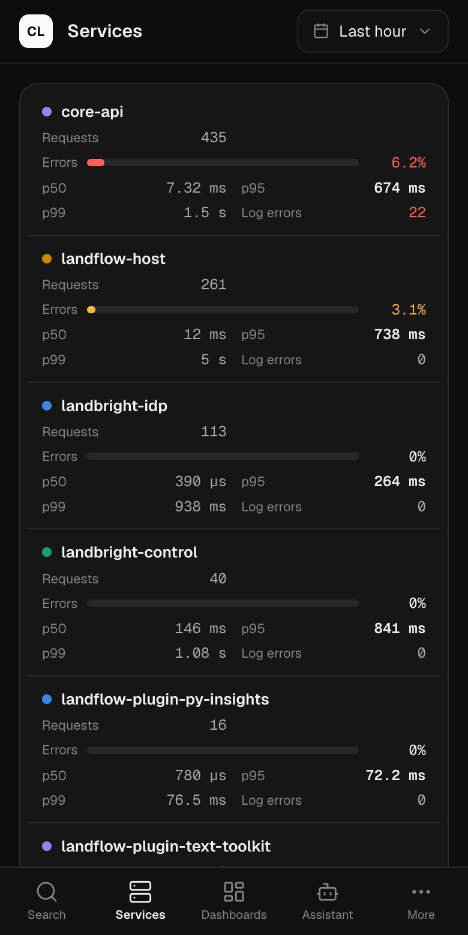 CL Services Last hour
core-api
Requests 435
Errors 6.2%
p50 7.32 ms p95 674 ms
p99 1.5 s Log errors 22
landflow-host
Requests 261
Errors 3.1%
p50 12 ms p95 738 ms
p99 5 s Log errors 0
landbright-idp
Requests 113
Errors 0%
p50 390 µs p95 264 ms
p99 938 ms Log errors 0
landbright-control
Requests 40
Errors 0%
p50 146 ms p95 841 ms
p99 1.08 s Log errors 0
landflow-plugin-py-insights
Requests 16
Errors 0%
p50 780 µs p95 72.2 ms
p99 76.5 ms Log errors 0
landflow-plugin-text-toolkit
Search Services Dashboards Assistant More